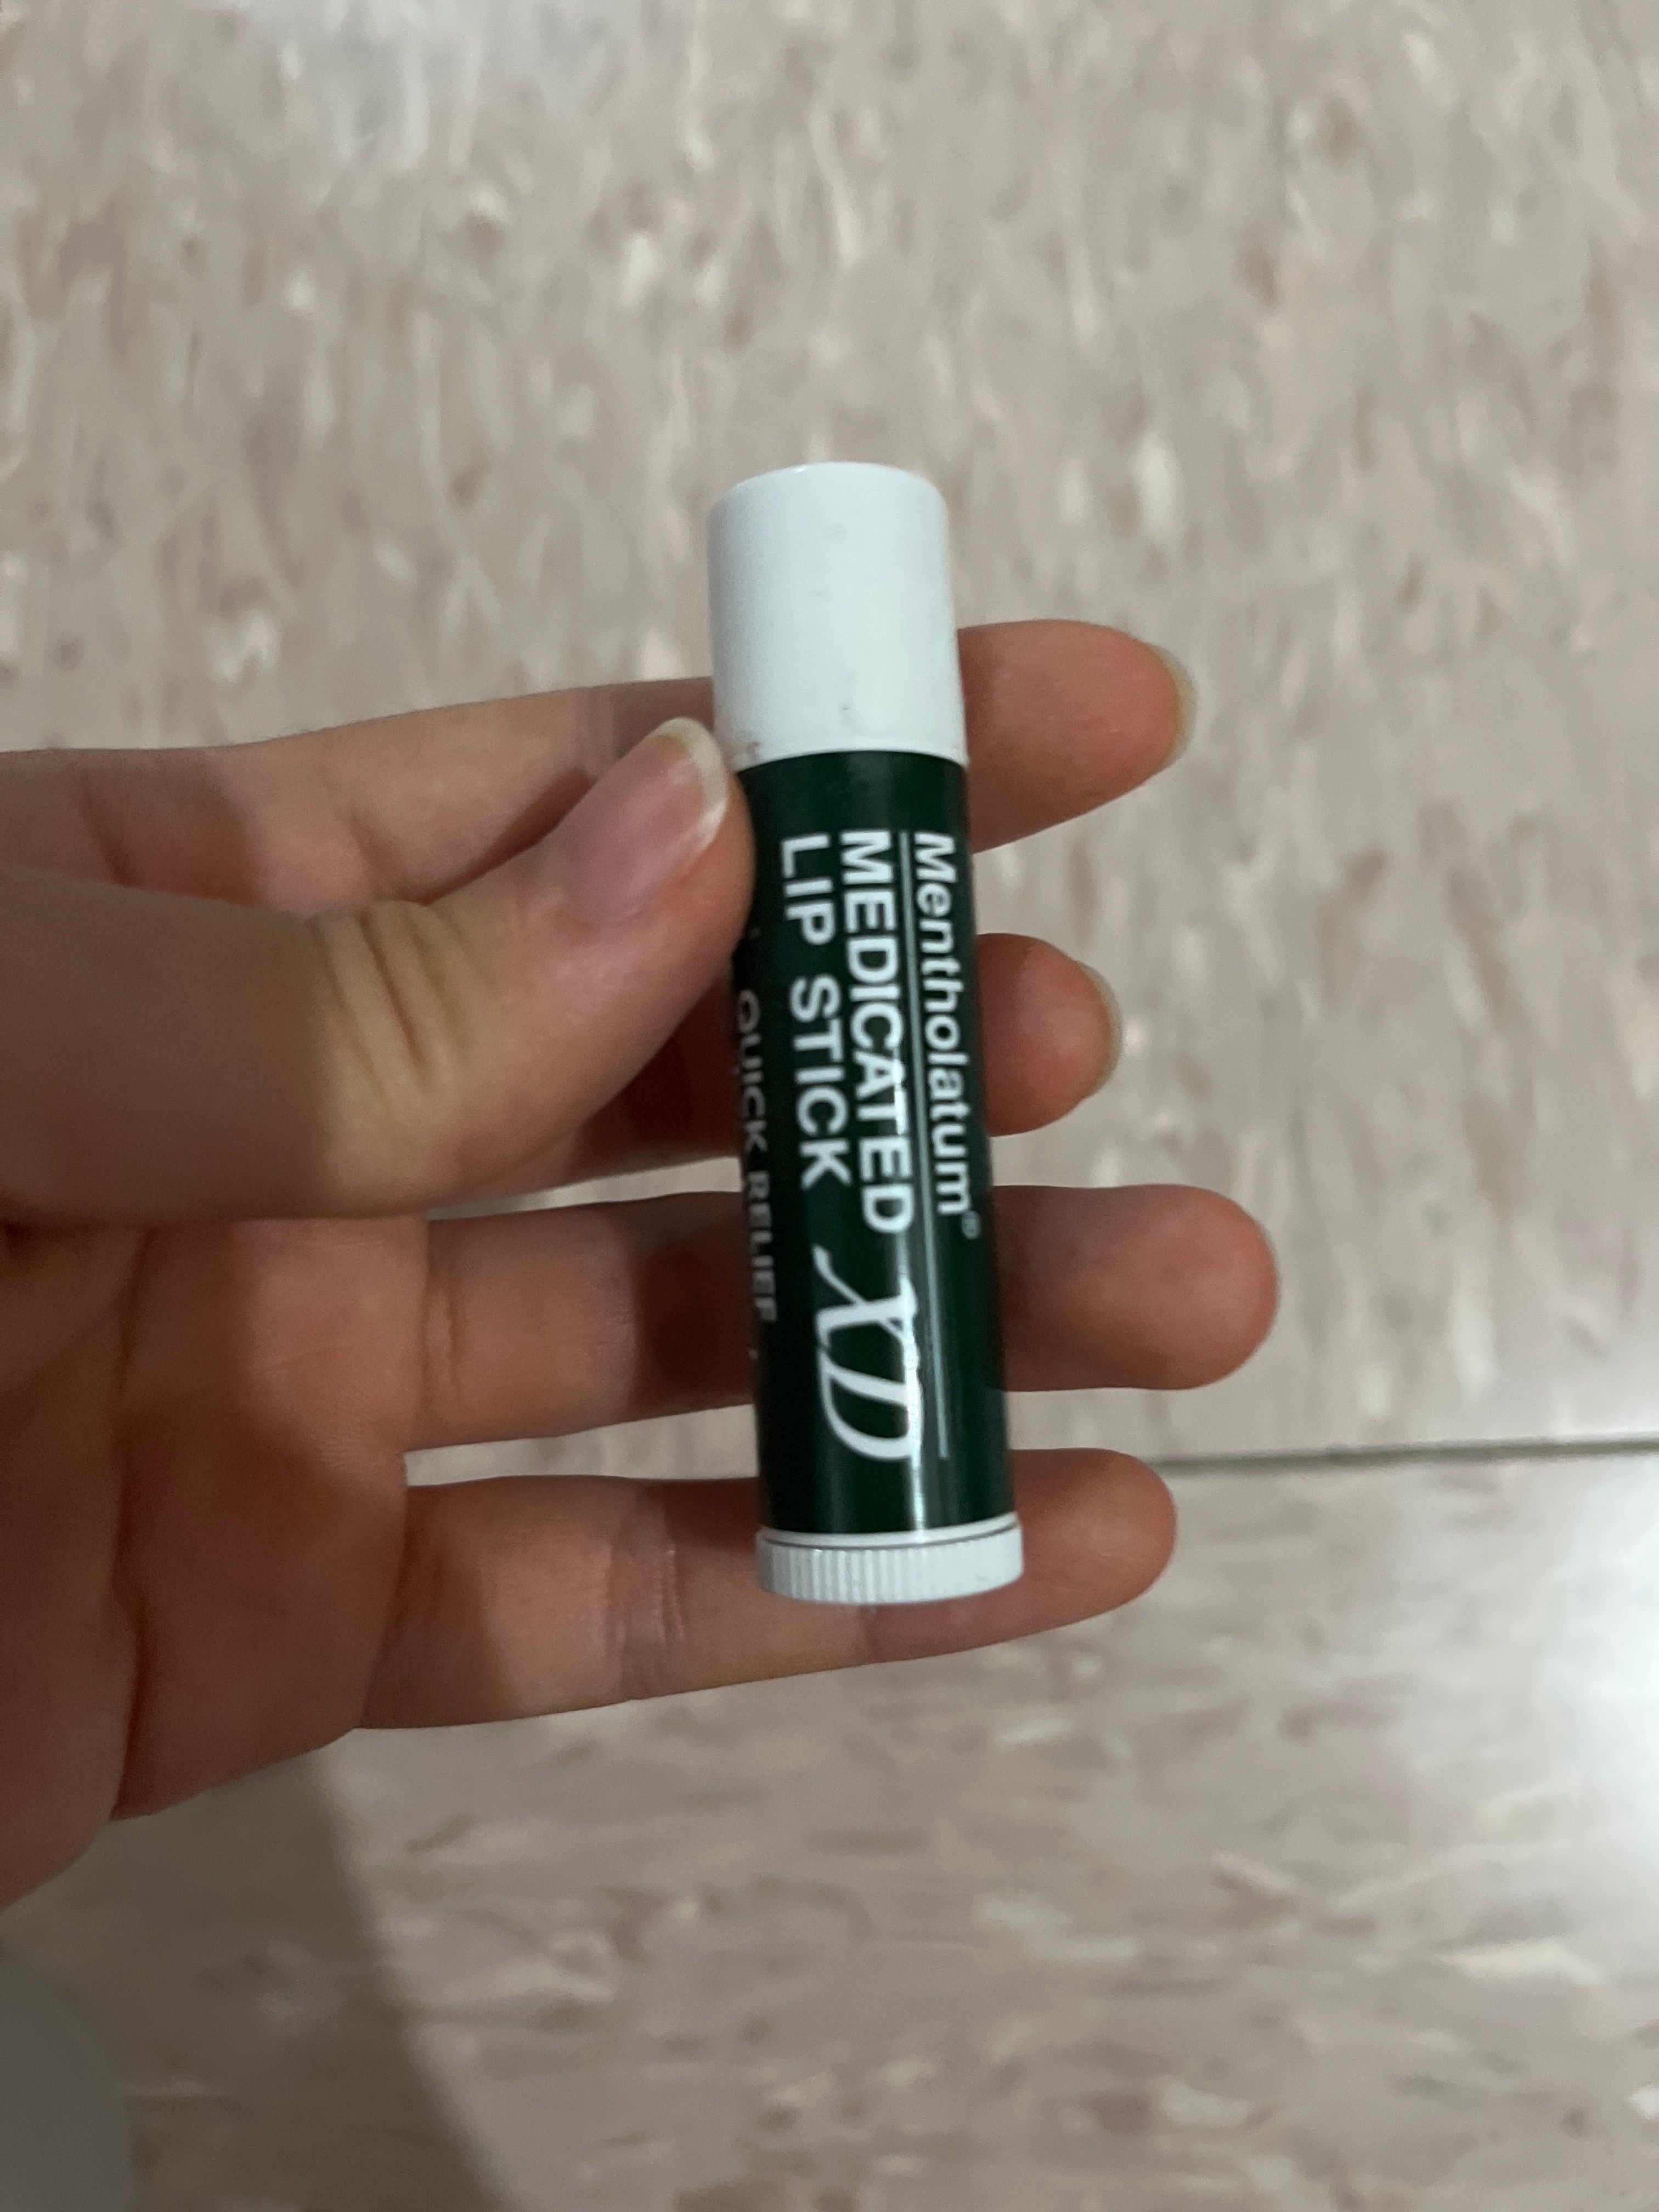 Mentholatum®
MEDICATED
LIP STICK XD
QUICK RELIEF